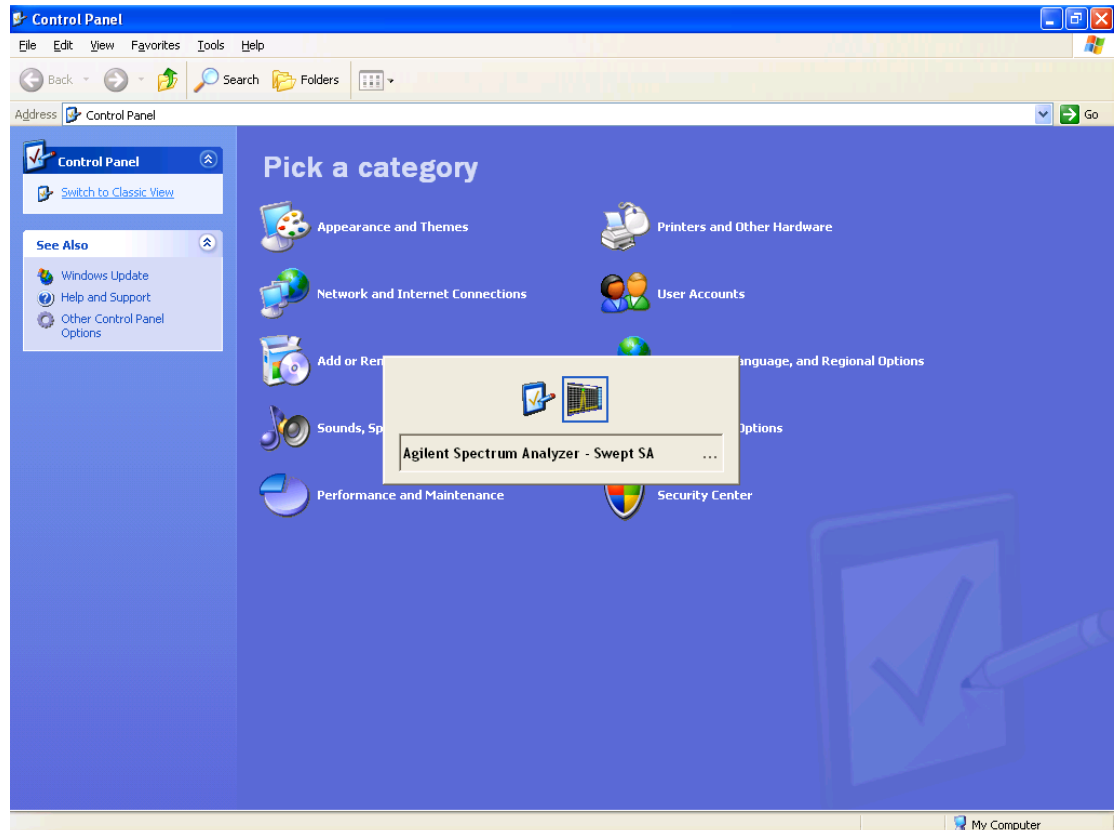 Control Panel
File Edit View Favorites Tools Help
Back Search Folders
Address Control Panel Go
Control Panel
Switch to Classic View
See Also
Windows Update
Help and Support
Other Control Panel
Options
Pick a category
Appearance and Themes
Printers and Other Hardware
Network and Internet Connections
User Accounts
Add or Ren
anguage, and Regional Options
Sounds, Sp
Options
Agilent Spectrum Analyzer - Swept SA ...
Performance and Maintenance
Security Center
My Computer